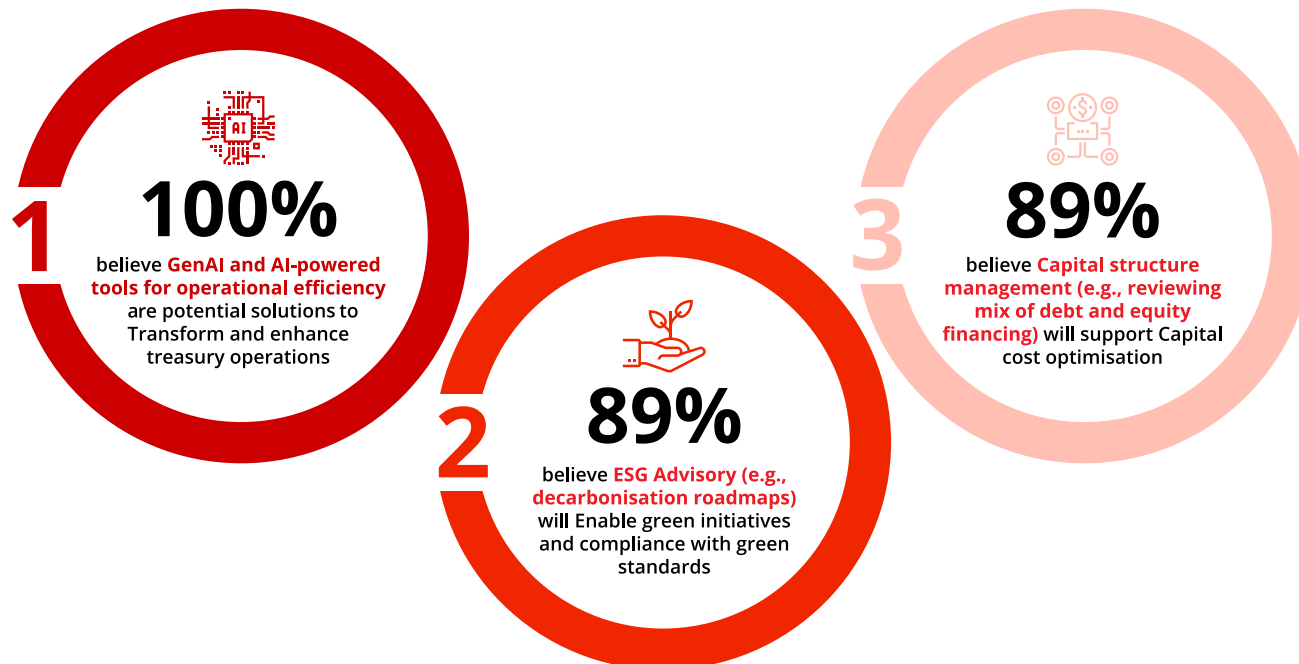 1
AI
100%
believe GenAI and AI-powered
tools for operational efficiency
are potential solutions to
Transform and enhance
treasury operations
2
89%
believe ESG Advisory (e.g.,
decarbonisation roadmaps)
will Enable green initiatives
and compliance with green
standards
3
$
89%
believe Capital structure
management (e.g., reviewing
mix of debt and equity
financing) will support Capital
cost optimisation